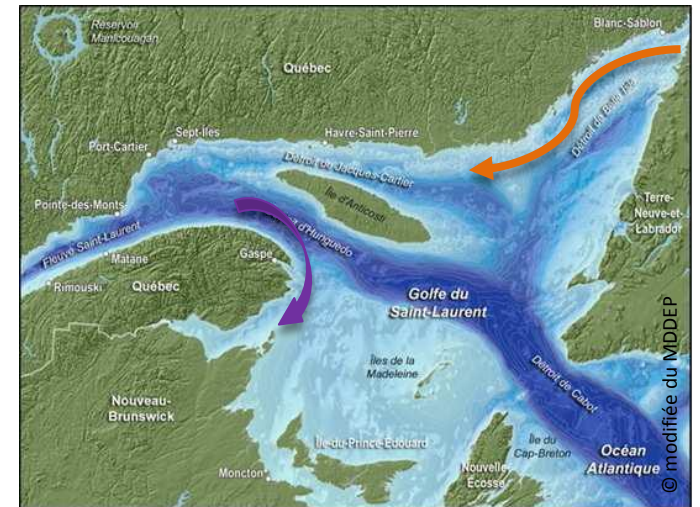 Réservoir
Manicouagan
Blanc-Sablon
Québec
Sept-Iles
Havre-Saint-Pierre
Port-Cartier
Détroit de Belle Isle
Détroit de Jacques-Cartier
Île d'Anticosti
Pointe-des-Monts
Terre-
Neuve-et-
Labrador
Fleuve Saint-Laurent
d'Hunguedo
Matane
Gaspé
Rimouski
Québec
Golfe du
Saint-Laurent
Îles de la
Madeleine
Détroit de Cabot
Nouveau-
Brunswick
Île-du-Prince-Édouard
Île du
Cap-Breton
Océan
Atlantique
Moncton
Nouvelle-
Écosse
© modifiée du MDDEP